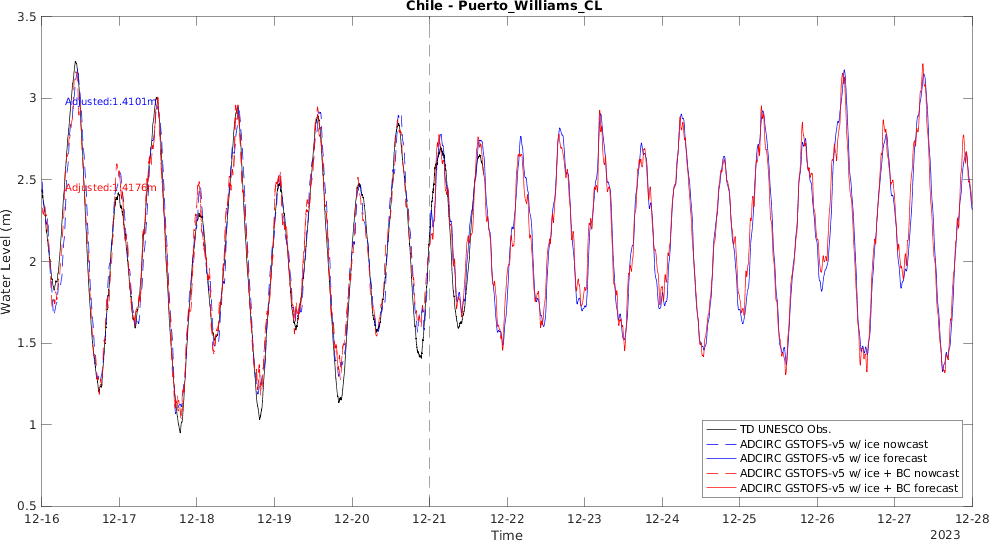 Chile - Puerto_Williams_CL
3.5
3
2.5
2
1.5
1
0.5
Water Level (m)
Adjusted:1.4101m
Adjusted:1.4176m
TD UNESCO Obs.
ADCIRC GSTOFS-v5 w/ ice nowcast
ADCIRC GSTOFS-v5 w/ ice forecast
ADCIRC GSTOFS-v5 w/ ice + BC nowcast
ADCIRC GSTOFS-v5 w/ ice + BC forecast
12-16 12-17 12-18 12-19 12-20 12-21 12-22 12-23 12-24 12-25 12-26 12-27 12-28
Time
2023